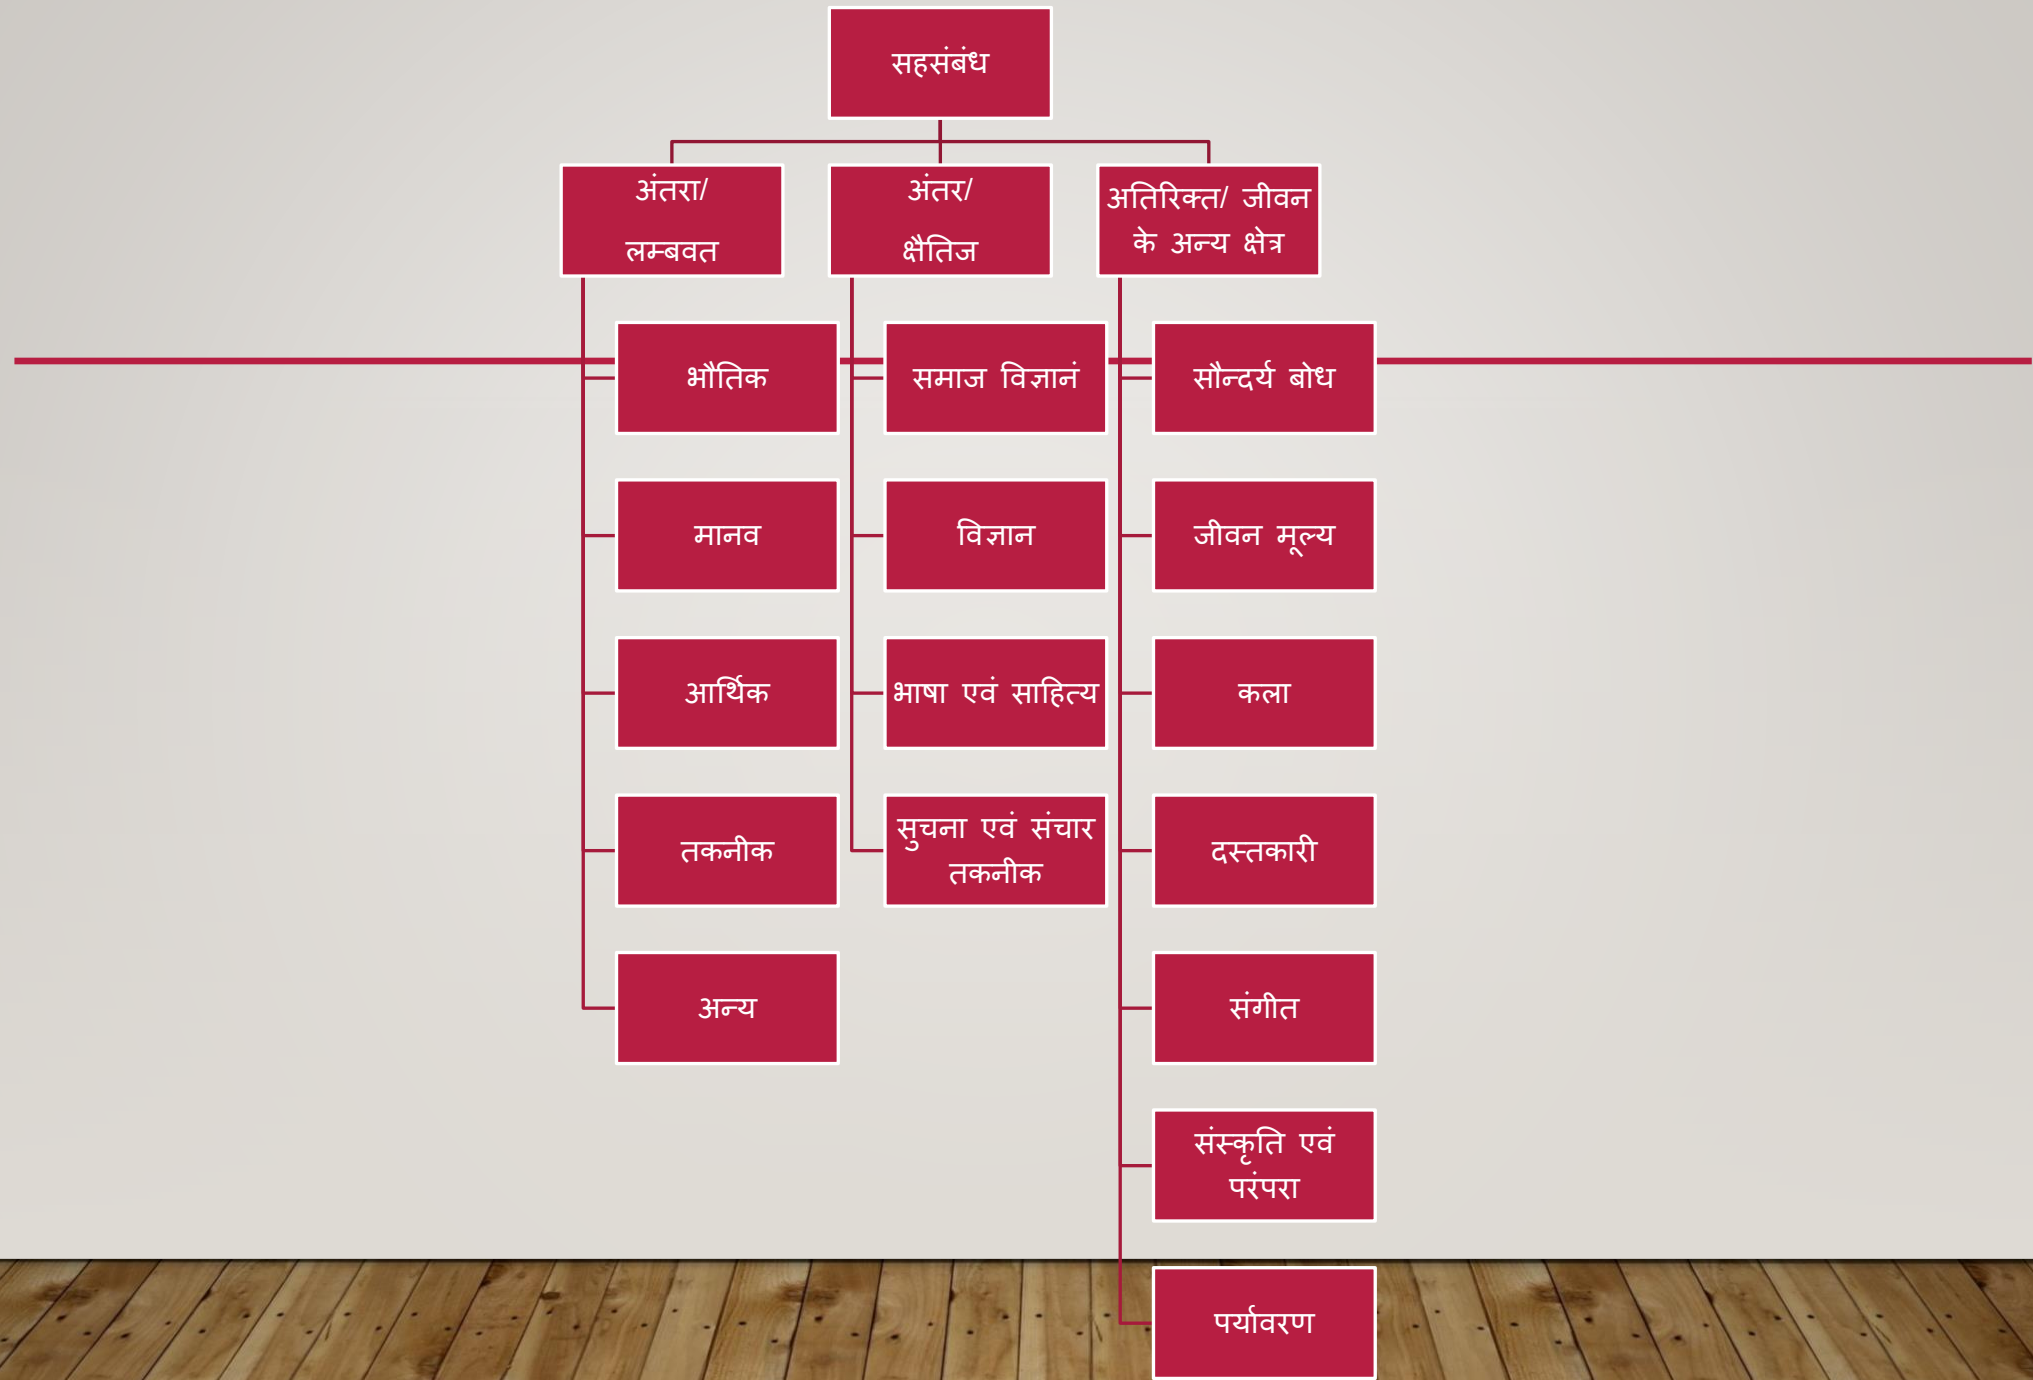 सहसंबंध
अंतरा/
लम्बवत
अंतर/
क्षैतिज
अतिरिक्त/ जीवन
के अन्य क्षेत्र
भौतिक
मानव
आर्थिक
तकनीक
अन्य
समाज विज्ञानं
विज्ञान
भाषा एवं साहित्य
सुचना एवं संचार
तकनीक
सौन्दर्य बोध
जीवन मूल्य
कला
दस्तकारी
संगीत
संस्कृति एवं
परंपरा
पर्यावरण